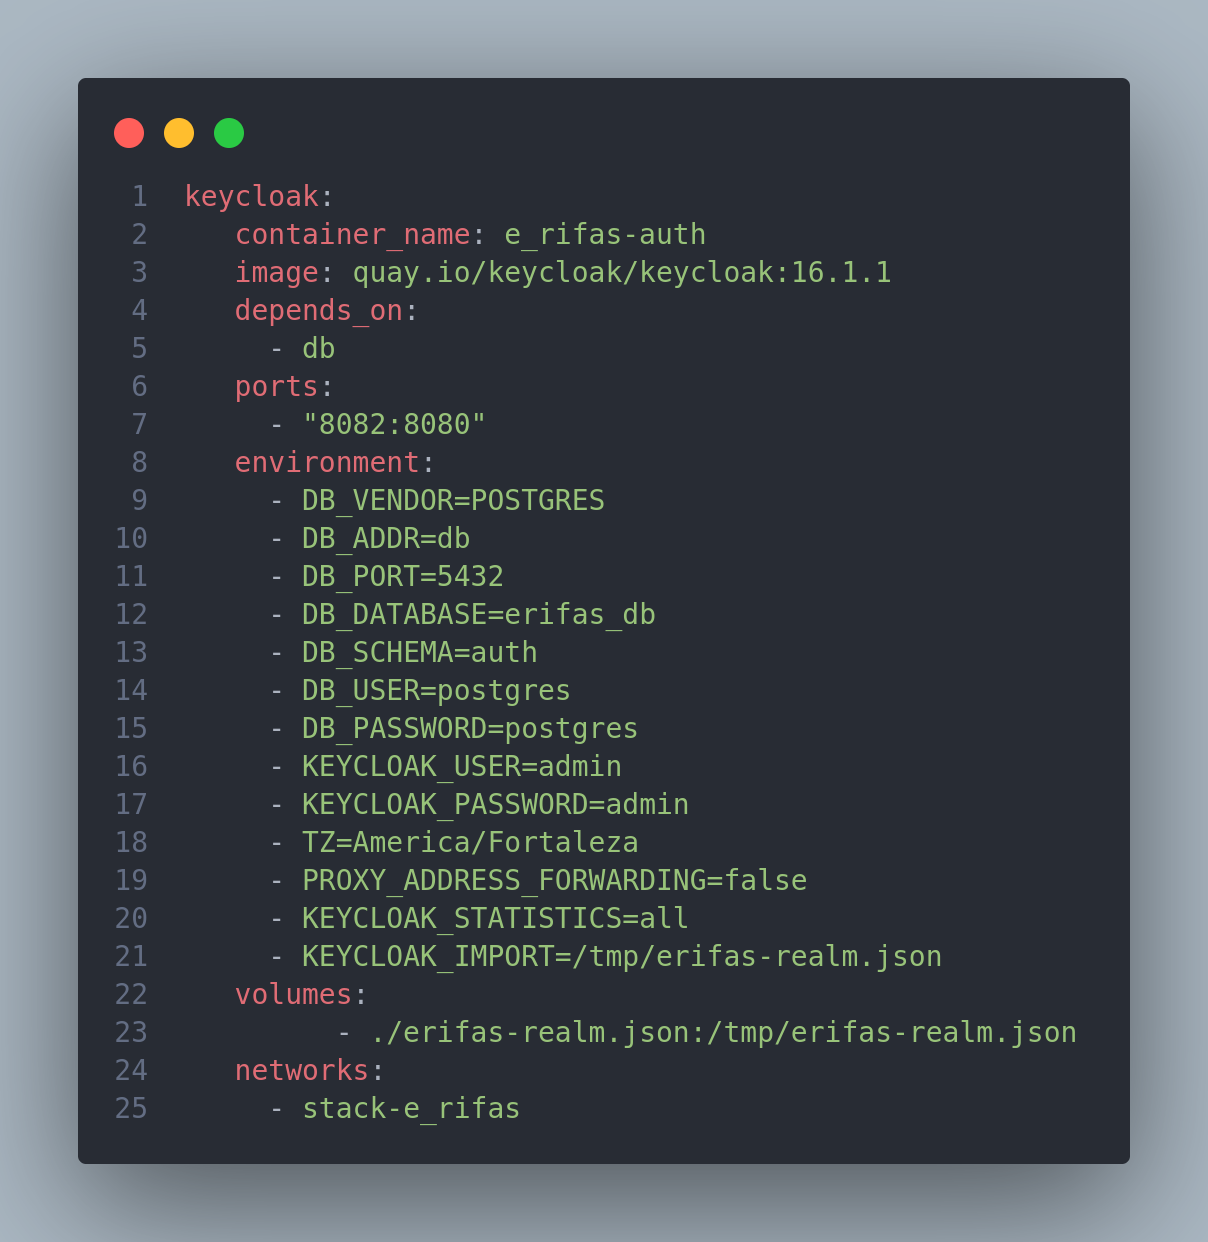 1 keycloak:
2    container_name: e_rifas-auth
3    image: quay.io/keycloak/keycloak:16.1.1
4    depends_on:
5      - db
6    ports:
7      - "8082:8080"
8    environment:
9      - DB_VENDOR=POSTGRES
10      - DB_ADDR=db
11      - DB_PORT=5432
12      - DB_DATABASE=erifas_db
13      - DB_SCHEMA=auth
14      - DB_USER=postgres
15      - DB_PASSWORD=postgres
16      - KEYCLOAK_USER=admin
17      - KEYCLOAK_PASSWORD=admin
18      - TZ=America/Fortaleza
19      - PROXY_ADDRESS_FORWARDING=false
20      - KEYCLOAK_STATISTICS=all
21      - KEYCLOAK_IMPORT=/tmp/erifas-realm.json
22    volumes:
23          - ./erifas-realm.json:/tmp/erifas-realm.json
24    networks:
25      - stack-e_rifas